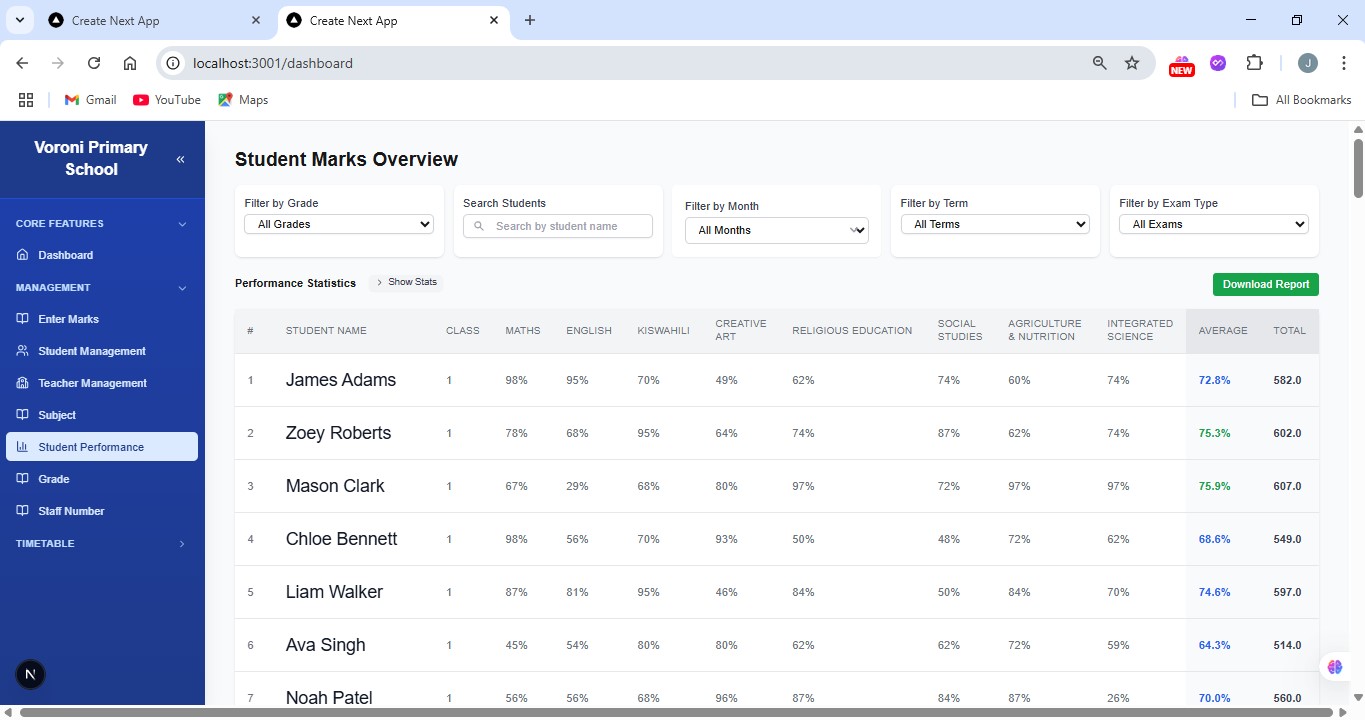 Create Next App
Create Next App
localhost:3001/dashboard
NEW
J
Gmail
YouTube
Maps
All Bookmarks
Voroni Primary
School
«
CORE FEATURES
Dashboard
MANAGEMENT
Enter Marks
Student Management
Teacher Management
Subject
Student Performance
Grade
Staff Number
TIMETABLE
N
Student Marks Overview
Filter by Grade
All Grades
Search Students
Search by student name
Filter by Month
All Months
Filter by Term
All Terms
Filter by Exam Type
All Exams
Performance Statistics
Show Stats
Download Report
# STUDENT NAME CLASS MATHS ENGLISH KISWAHILI CREATIVE ART RELIGIOUS EDUCATION SOCIAL STUDIES AGRICULTURE & NUTRITION INTEGRATED SCIENCE AVERAGE TOTAL
1 James Adams 1 98% 95% 70% 49% 62% 74% 60% 74% 72.8% 582.0
2 Zoey Roberts 1 78% 68% 95% 64% 74% 87% 62% 74% 75.3% 602.0
3 Mason Clark 1 67% 29% 68% 80% 97% 72% 97% 97% 75.9% 607.0
4 Chloe Bennett 1 98% 56% 70% 93% 50% 48% 72% 62% 68.6% 549.0
5 Liam Walker 1 87% 81% 95% 46% 84% 50% 84% 70% 74.6% 597.0
6 Ava Singh 1 45% 54% 80% 80% 62% 62% 72% 59% 64.3% 514.0
7 Noah Patel 1 56% 56% 68% 96% 87% 84% 87% 26% 70.0% 560.0